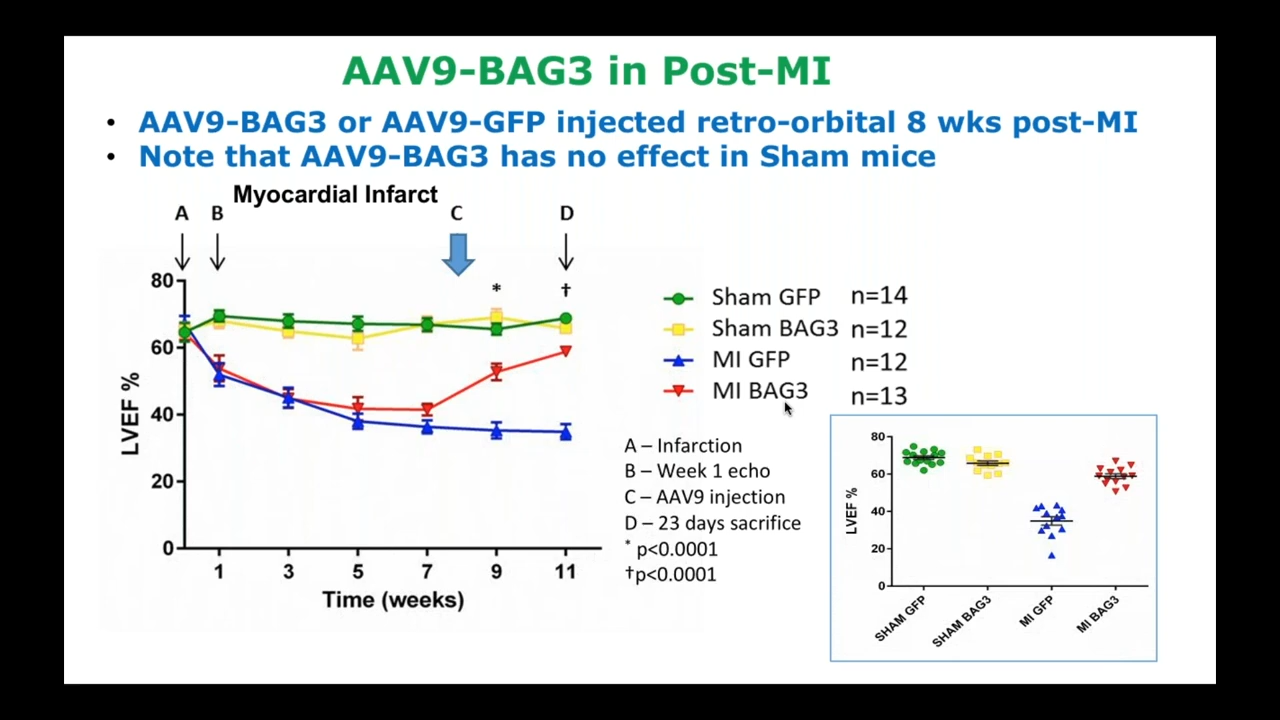 AAV9-BAG3 in Post-MI
• AAV9-BAG3 or AAV9-GFP injected retro-orbital 8 wks post-MI
• Note that AAV9-BAG3 has no effect in Sham mice
Myocardial Infarct
A B C D
* †
80
60
40
20
0
LVEF %
1 3 5 7 9 11
Time (weeks)
Sham GFP n=14
Sham BAG3 n=12
MI GFP n=12
MI BAG3 n=13
A – Infarction
B – Week 1 echo
C – AAV9 injection
D – 23 days sacrifice
* p<0.0001
†p<0.0001
80
60
40
20
0
LVEF %
SHAM GFP
SHAM BAG3
MI GFP
MI BAG3